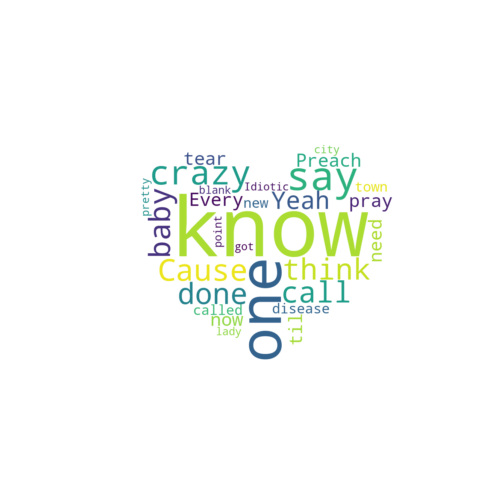 city
tear
Preach
crazy
say
pretty
blank
Idiotic
town
Every
new
Yeah
pray
baby
know
point
got
need
Cause
one
think
done
call
called
now
disease
til
lady